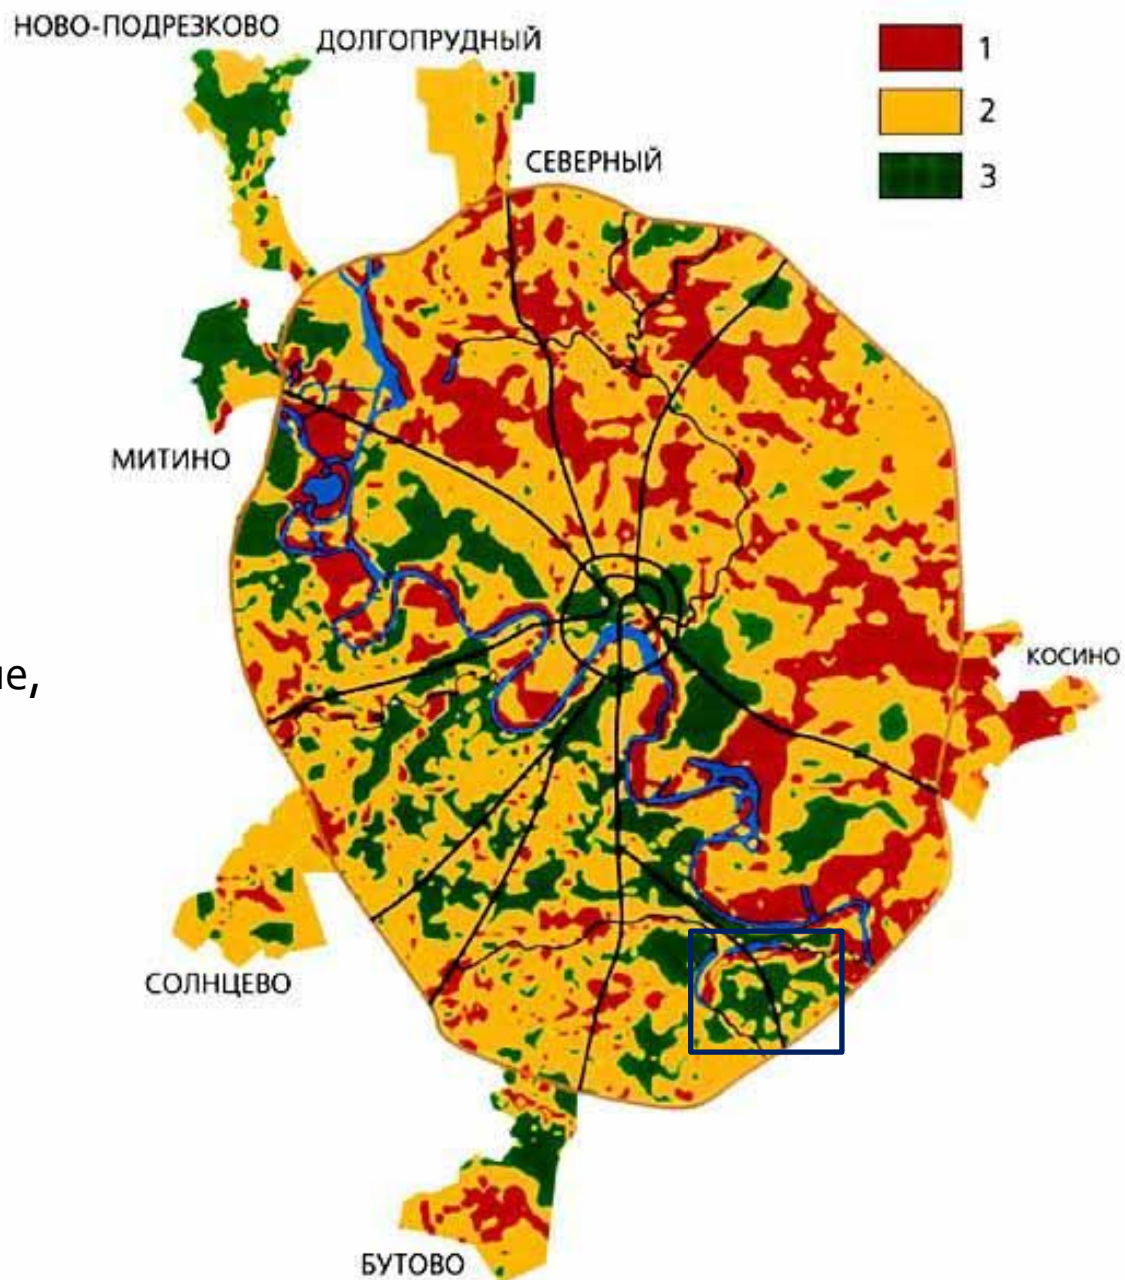 НОВО-ПОДРЕЗКОВО
ДОЛГОПРУДНЫЙ
1
2
СЕВЕРНЫЙ
3
МИТИНО
КОСИНО
СОЛНЦЕВО
БУТОВО